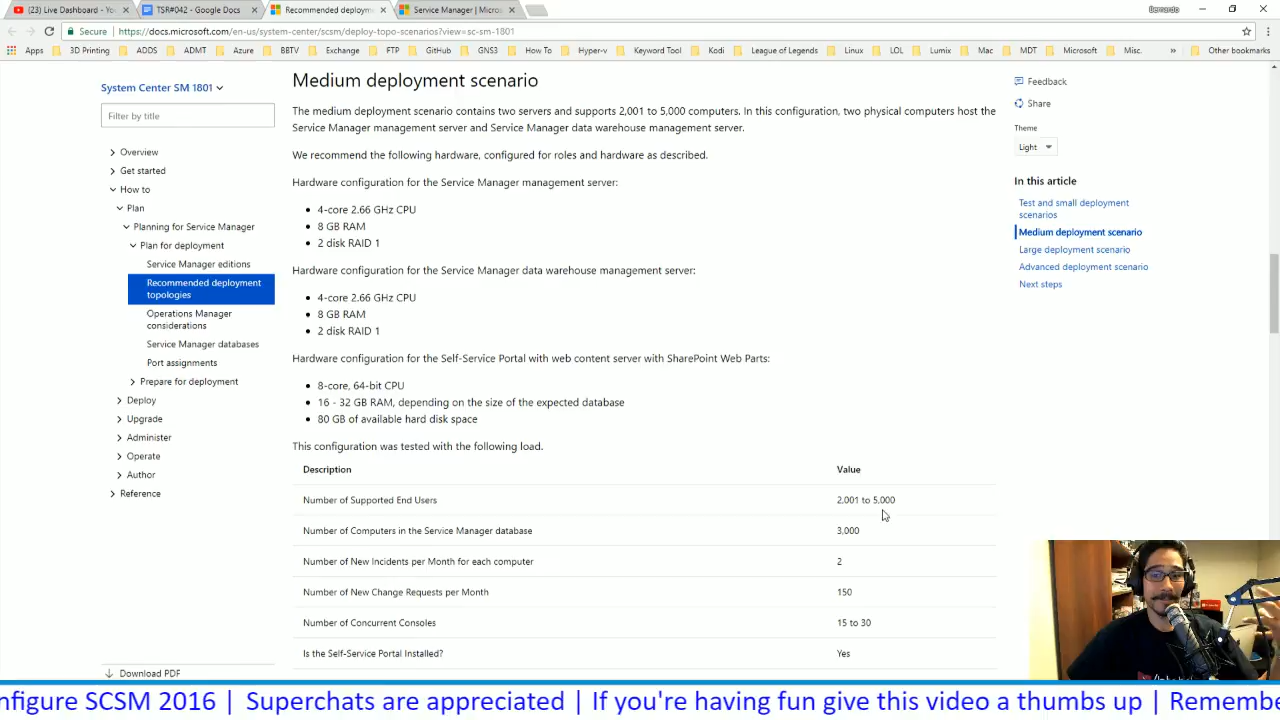 (23) Live Dashboard - Yo
TSR#042 - Google Docs
Recommended deploym
Service Manager | Micros
Bernardo
Secure
https://docs.microsoft.com/en-us/system-center/scsm/deploy-topo-scenarios?view=sc-sm-1801
Apps 3D Printing ADDS ADMT Azure BBTV Exchange FTP GitHub GNS3 How To Hyper-v Keyword Tool Kodi League of Legends Linux LOL Lumix Mac MDT Microsoft Misc. » Other bookmarks
System Center SM 1801
Filter by title
Overview
Get started
How to
Plan
Planning for Service Manager
Plan for deployment
Service Manager editions
Recommended deployment
topologies
Operations Manager
considerations
Service Manager databases
Port assignments
Prepare for deployment
Deploy
Upgrade
Administer
Operate
Author
Reference
Download PDF
Medium deployment scenario
The medium deployment scenario contains two servers and supports 2,001 to 5,000 computers. In this configuration, two physical computers host the
Service Manager management server and Service Manager data warehouse management server.
We recommend the following hardware, configured for roles and hardware as described.
Hardware configuration for the Service Manager management server:
• 4-core 2.66 GHz CPU
• 8 GB RAM
• 2 disk RAID 1
Hardware configuration for the Service Manager data warehouse management server:
• 4-core 2.66 GHz CPU
• 8 GB RAM
• 2 disk RAID 1
Hardware configuration for the Self-Service Portal with web content server with SharePoint Web Parts:
• 8-core, 64-bit CPU
• 16 - 32 GB RAM, depending on the size of the expected database
• 80 GB of available hard disk space
This configuration was tested with the following load.
Description Value
Number of Supported End Users 2,001 to 5,000
Number of Computers in the Service Manager database 3,000
Number of New Incidents per Month for each computer 2
Number of New Change Requests per Month 150
Number of Concurrent Consoles 15 to 30
Is the Self-Service Portal Installed? Yes
Feedback
Share
Theme
Light
In this article
Test and small deployment
scenarios
Medium deployment scenario
Large deployment scenario
Advanced deployment scenario
Next steps
nfigure SCSM 2016 | Superchats are appreciated | If you're having fun give this video a thumbs up | Remembe